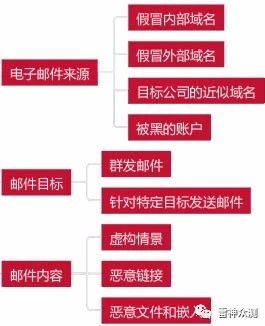 假冒内部域名
假冒外部域名
电子邮件来源
目标公司的近似域名
被黑的账户
群发邮件
邮件目标
针对特定目标发送邮件
虚构情景
邮件内容
恶意链接
恶意文件和嵌入
雷神众测